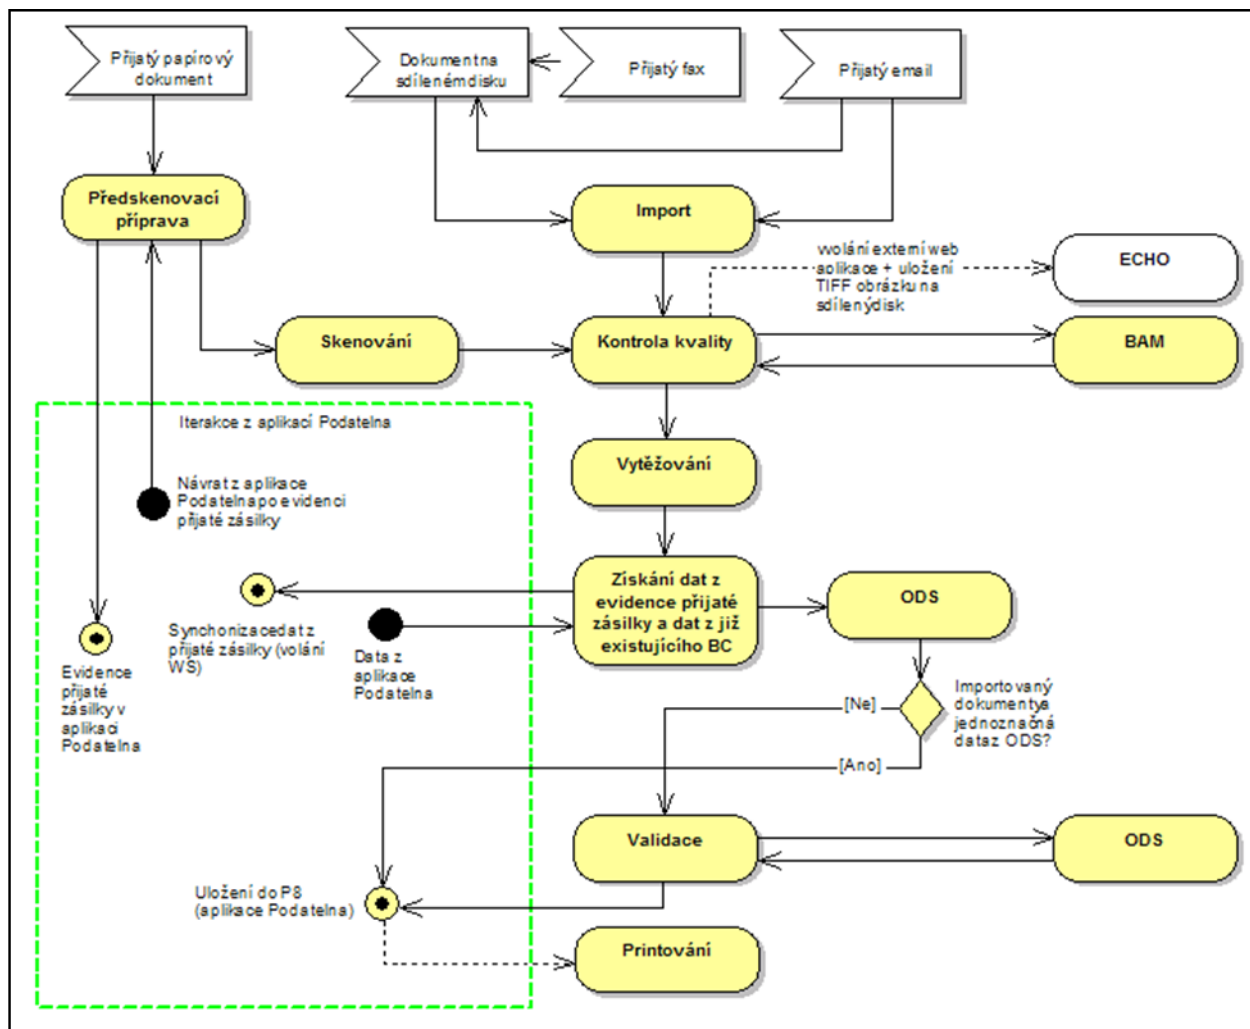 Přijatý papírový
dokument
Dokument na
sdíleném disku
Přijatý fax
Přijatý email
Předskenovací
příprava
Import
vvolání externí web
aplikace + uložení
TIFF obrázku na
sdílený disk
ECHO
Skenování
Kontrola kvality
BAM
Iterakce z aplikací Podatelna
Vytěžování
Návrat z aplikace
Podatelna po evidenci
přijaté zásilky
Získání dat z
evidence přijaté
zásilky a dat z již
existujícího BC
ODS
Synchonizace dat z
přijaté zásilky (volání
WS)
Data z
aplikace
Podatelna
Evidence
přijaté
zásilky v
aplikaci
Podatelna
[Ne]
Importovaný
dokument ya
jednoznačná
data z ODS?
[Ano]
Validace
ODS
Uložení do P8
(aplikace Podatelna)
Printování